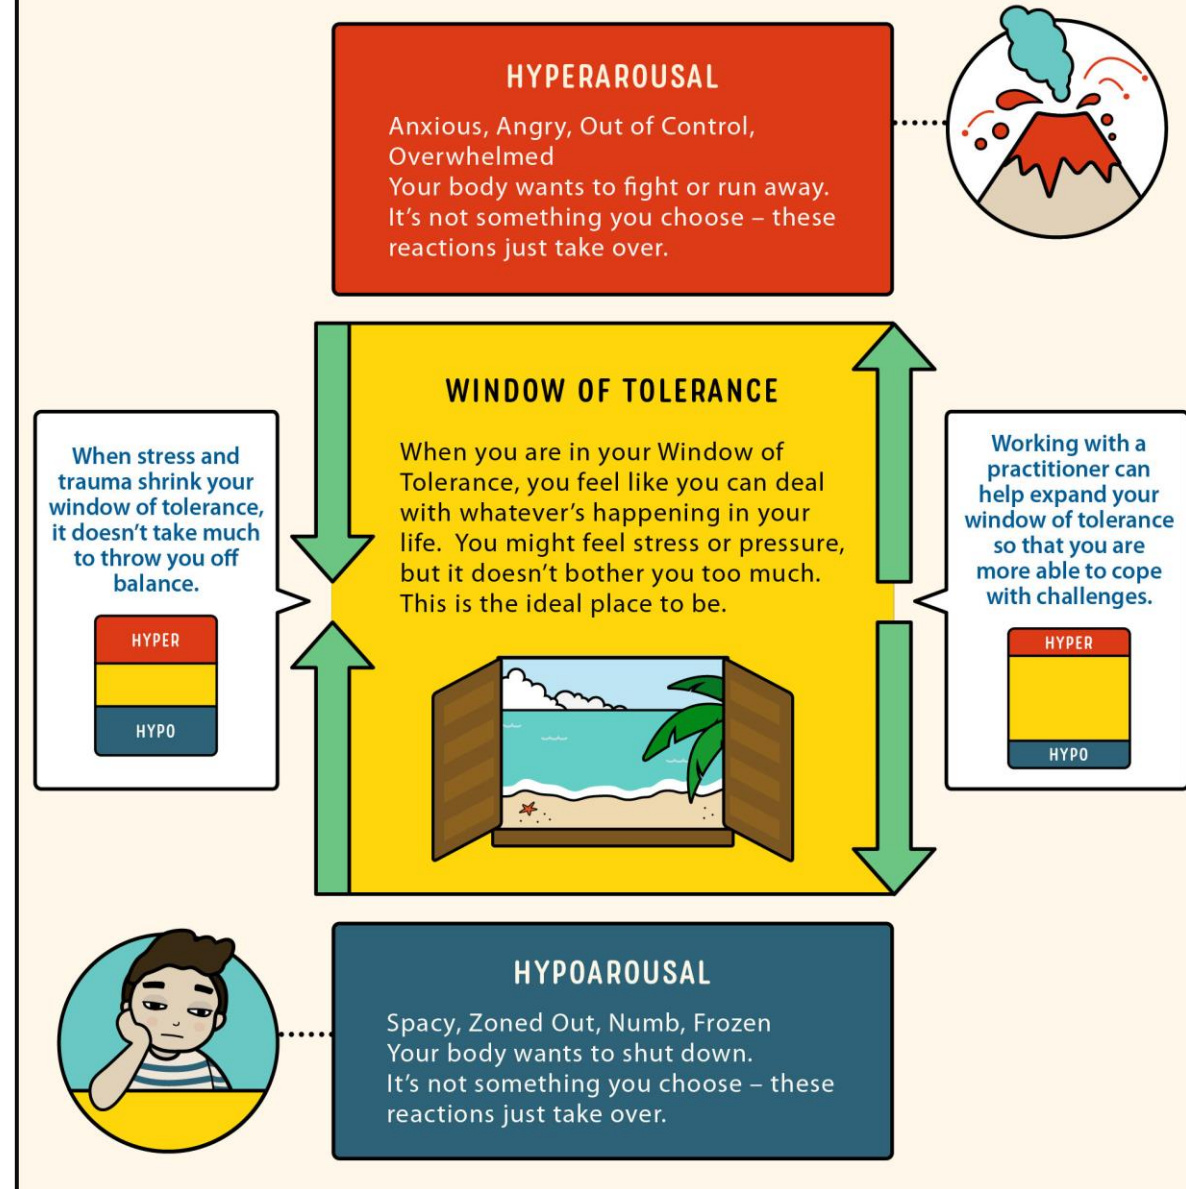 HYPERAROUSAL
Anxious, Angry, Out of Control,
Overwhelmed
Your body wants to fight or run away.
It’s not something you choose – these
reactions just take over.
WINDOW OF TOLERANCE
When you are in your Window of
Tolerance, you feel like you can deal
with whatever’s happening in your
life.  You might feel stress or pressure,
but it doesn’t bother you too much.
This is the ideal place to be.
When stress and
trauma shrink your
window of tolerance,
it doesn’t take much
to throw you off
balance.
HYPER
HYPO
Working with a
practitioner can
help expand your
window of tolerance
so that you are
more able to cope
with challenges.
HYPER
HYPO
HYPOAROUSAL
Spacy, Zoned Out, Numb, Frozen
Your body wants to shut down.
It’s not something you choose – these
reactions just take over.